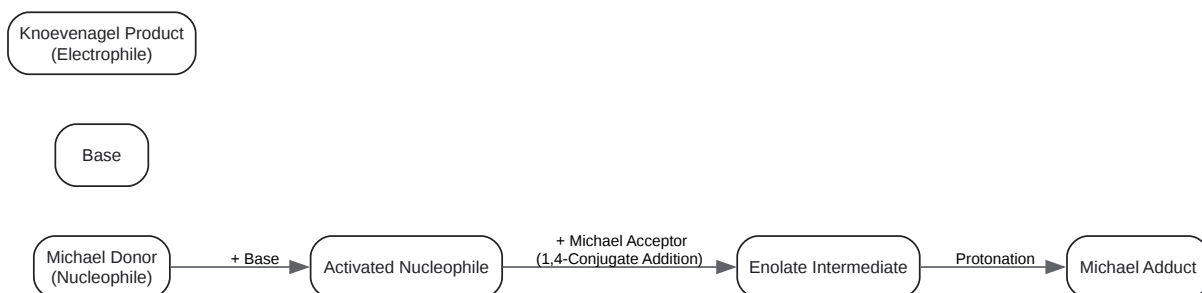 Knoevenagel Product
(Electrophile)
Base
Michael Donor
(Nucleophile)
+ Base
Activated Nucleophile
+ Michael Acceptor
(1,4-Conjugate Addition)
Enolate Intermediate
Protonation
Michael Adduct